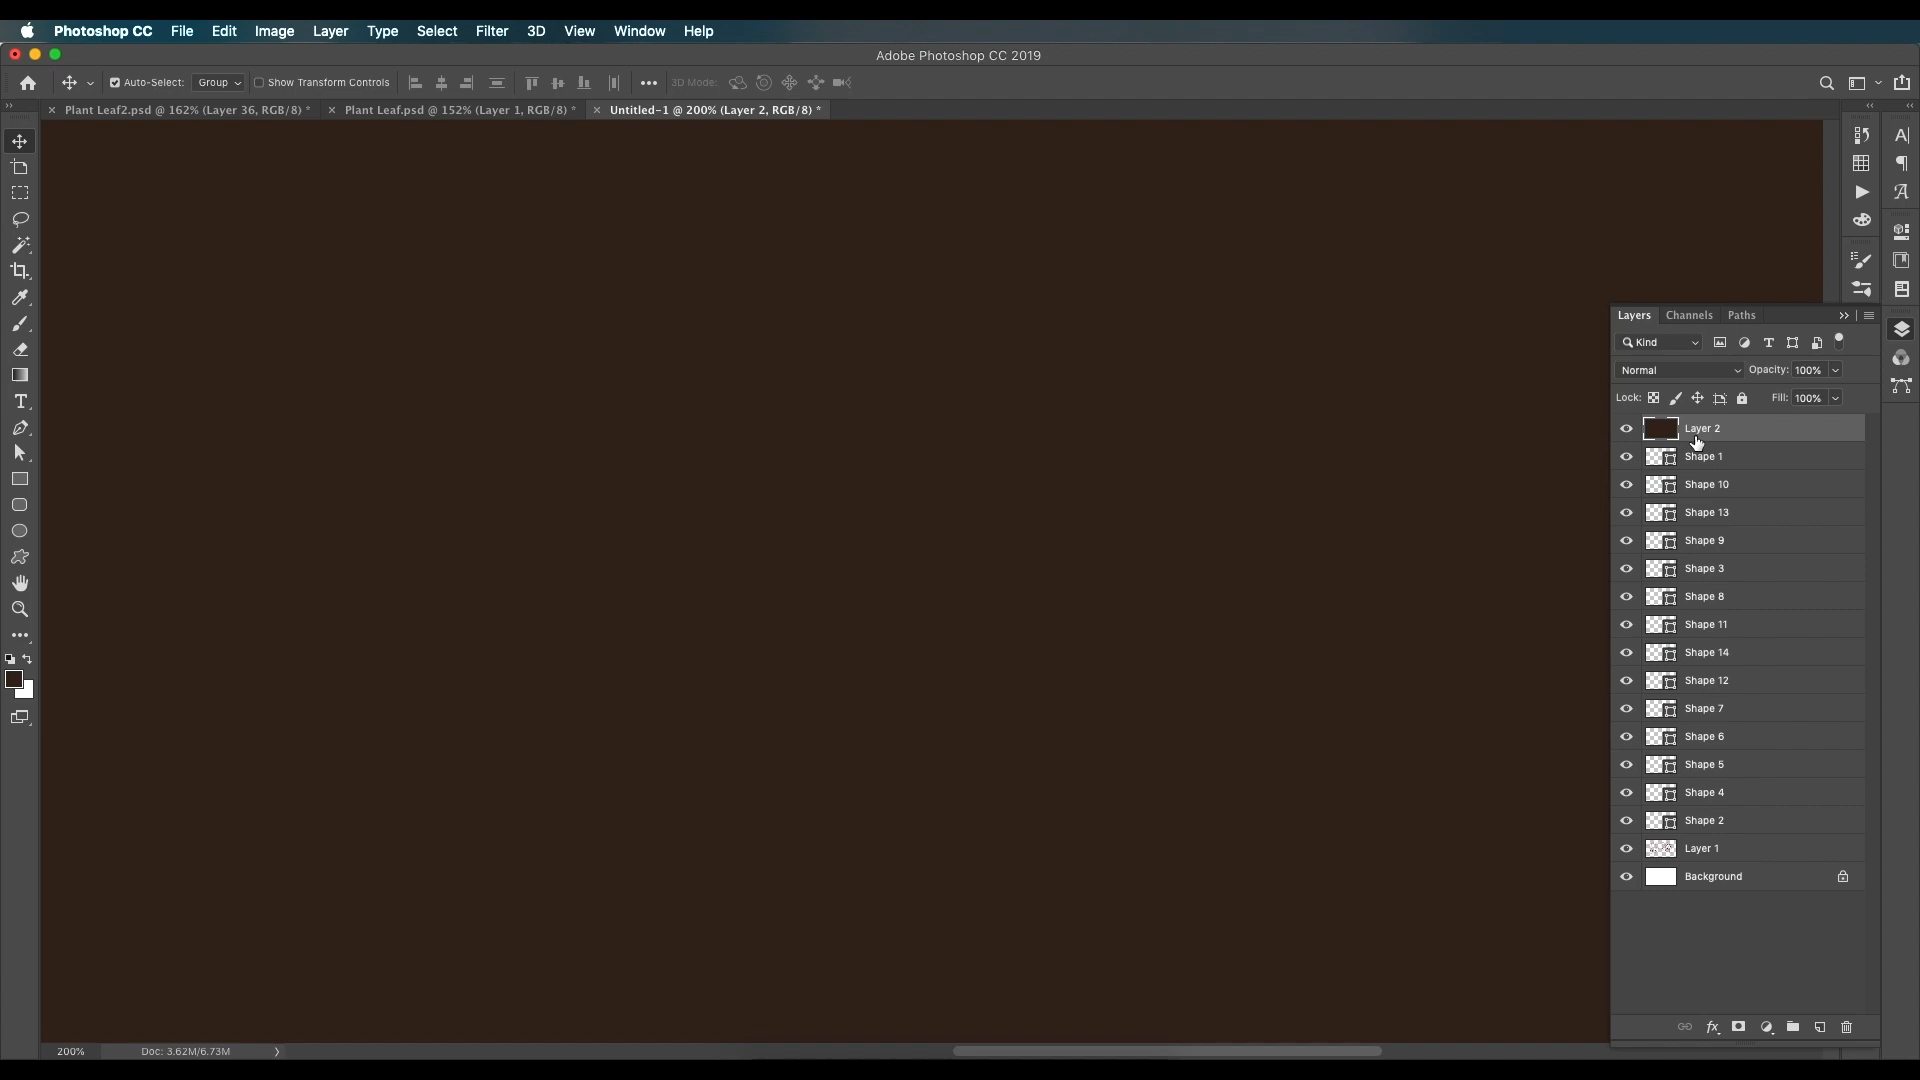 Photoshop CC File Edit Image Layer Type Select Filter 3D View Window Help
Adobe Photoshop CC 2019
Auto-Select: Group Show Transform Controls 3D Mode:
Plant Leaf2.psd @ 162% (Layer 36, RGB/8) * Plant Leaf.psd @ 152% (Layer 1, RGB/8) * Untitled-1 @ 200% (Layer 2, RGB/8) *
Layers Channels Paths
Kind
Normal Opacity: 100%
Lock: Fill: 100%
Layer 2
Shape 1
Shape 10
Shape 13
Shape 9
Shape 3
Shape 8
Shape 11
Shape 14
Shape 12
Shape 7
Shape 6
Shape 5
Shape 4
Shape 2
Layer 1
Background
200% Doc: 3.62M/6.73M